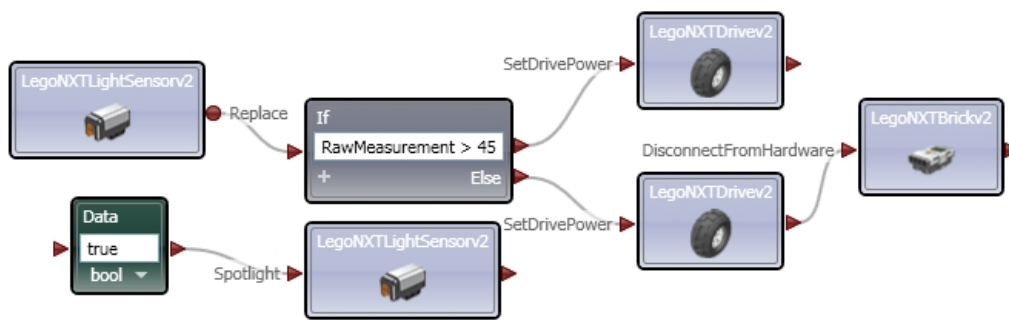 LegoNXTLightSensorv2
Replace
If
RawMeasurement > 45
+ Else
SetDrivePower
LegoNXTDrivev2
SetDrivePower
LegoNXTDrivev2
DisconnectFromHardware
LegoNXTBrickv2
Data
true
bool
Spotlight
LegoNXTLightSensorv2